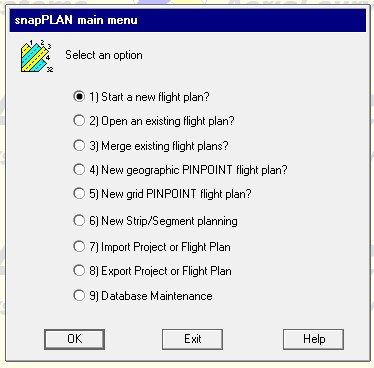 snapPLAN main menu
Select an option
1) Start a new flight plan?
2) Open an existing flight plan?
3) Merge existing flight plans?
4) New geographic PINPOINT flight plan?
5) New grid PINPOINT flight plan?
6) New Strip/Segment planning
7) Import Project or Flight Plan
8) Export Project or Flight Plan
9) Database Maintenance
OK Exit Help